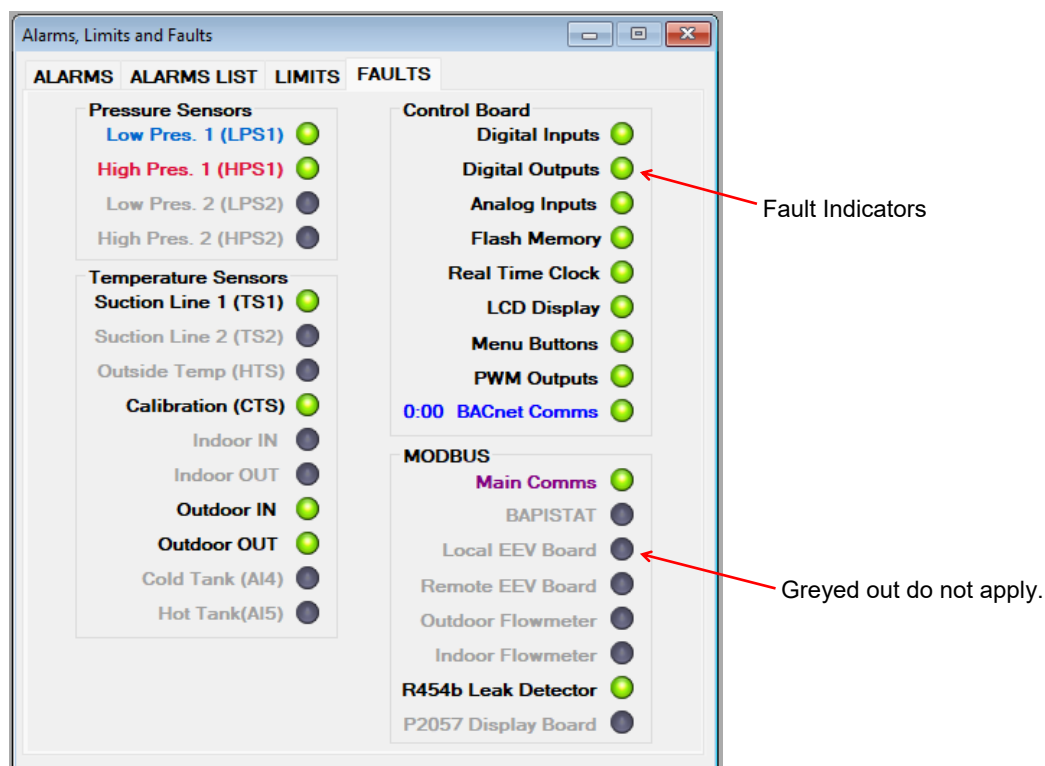 Alarms, Limits and Faults
ALARMS ALARMS LIST LIMITS FAULTS
Pressure Sensors
Low Pres. 1 (LPS1)
High Pres. 1 (HPS1)
Low Pres. 2 (LPS2)
High Pres. 2 (HPS2)
Temperature Sensors
Suction Line 1 (TS1)
Suction Line 2 (TS2)
Outside Temp (HTS)
Calibration (CTS)
Indoor IN
Indoor OUT
Outdoor IN
Outdoor OUT
Cold Tank (AI4)
Hot Tank(AI5)
Control Board
Digital Inputs
Digital Outputs
Analog Inputs
Flash Memory
Real Time Clock
LCD Display
Menu Buttons
PWM Outputs
0:00 BACnet Comms
MODBUS
Main Comms
BAPISTAT
Local EEV Board
Remote EEV Board
Outdoor Flowmeter
Indoor Flowmeter
R454b Leak Detector
P2057 Display Board
Fault Indicators
Greyed out do not apply.